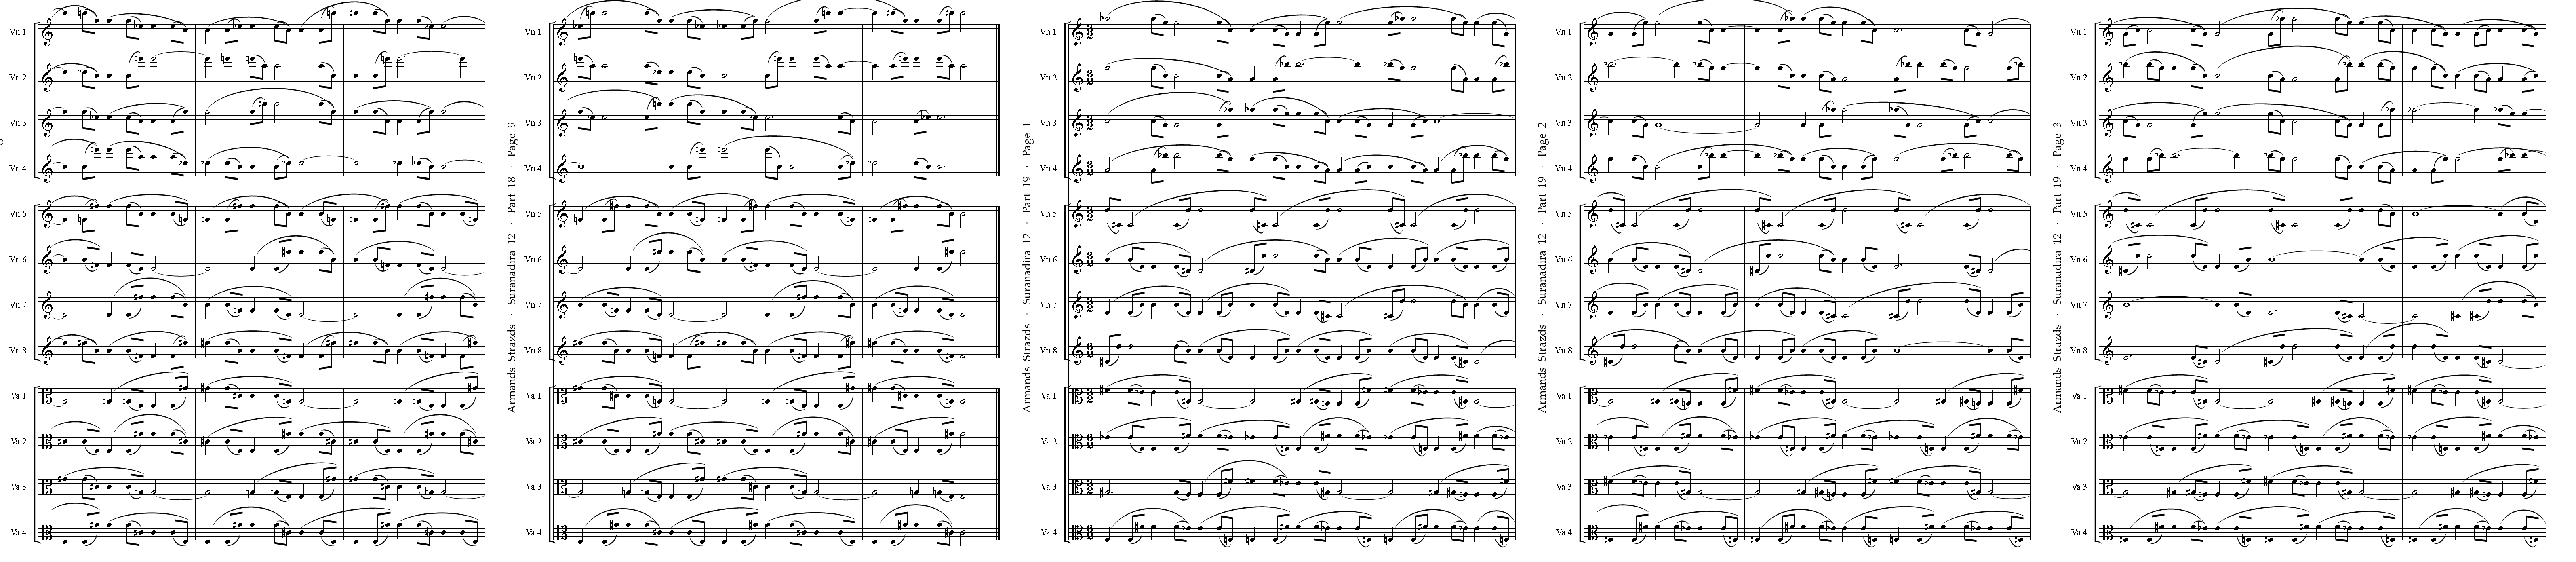 Vn 1
Vn 2
Vn 3
Vn 4
Vn 5
Vn 6
Vn 7
Vn 8
Va 1
Va 2
Va 3
Va 4
Armands Strazds · Suranadira 12 · Part 18 · Page 9
Vn 1
Vn 2
Vn 3
Vn 4
Vn 5
Vn 6
Vn 7
Vn 8
Va 1
Va 2
Va 3
Va 4
Armands Strazds · Suranadira 12 · Part 19 · Page 1
Vn 1
Vn 2
Vn 3
Vn 4
Vn 5
Vn 6
Vn 7
Vn 8
Va 1
Va 2
Va 3
Va 4
Armands Strazds · Suranadira 12 · Part 19 · Page 2
Vn 1
Vn 2
Vn 3
Vn 4
Vn 5
Vn 6
Vn 7
Vn 8
Va 1
Va 2
Va 3
Va 4
Armands Strazds · Suranadira 12 · Part 19 · Page 3
Vn 1
Vn 2
Vn 3
Vn 4
Vn 5
Vn 6
Vn 7
Vn 8
Va 1
Va 2
Va 3
Va 4